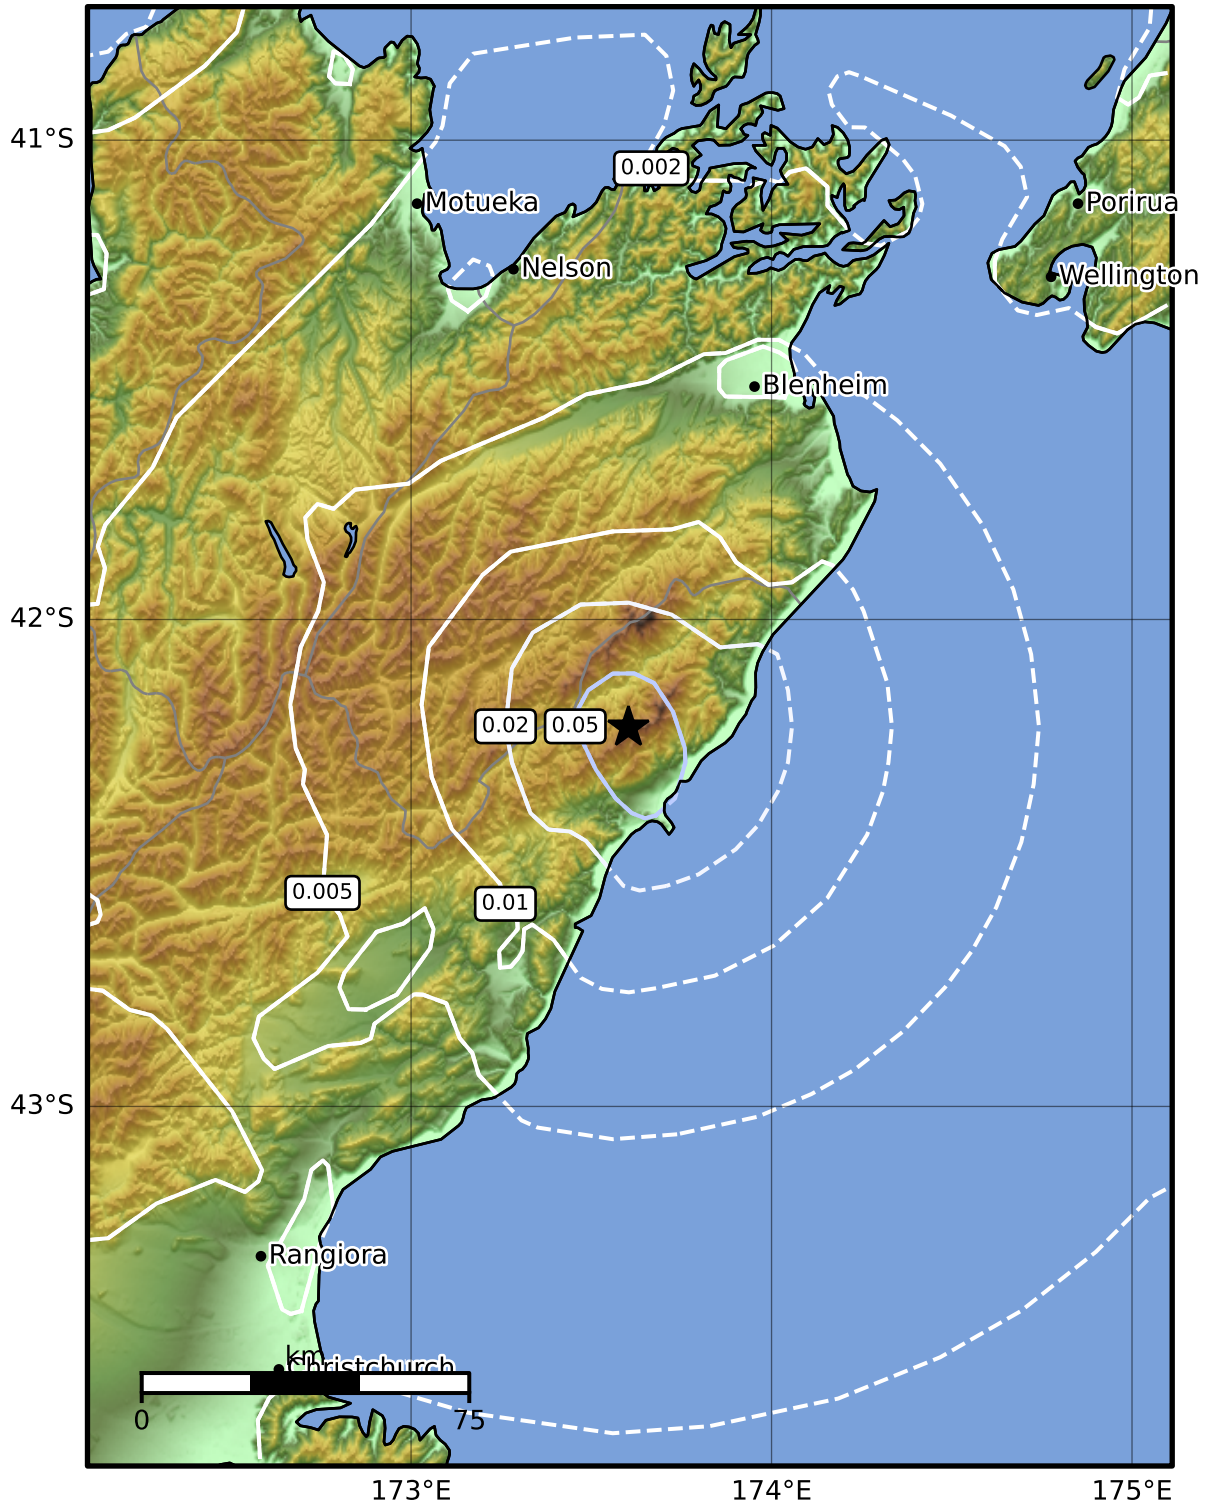 41°S
0.002
Motueka
Porirua
Nelson
Wellington
Blenheim
42°S
0.02
0.05
0.005
0.01
43°S
Rangiora
km
Christchurch
0
75
173°E
174°E
175°E